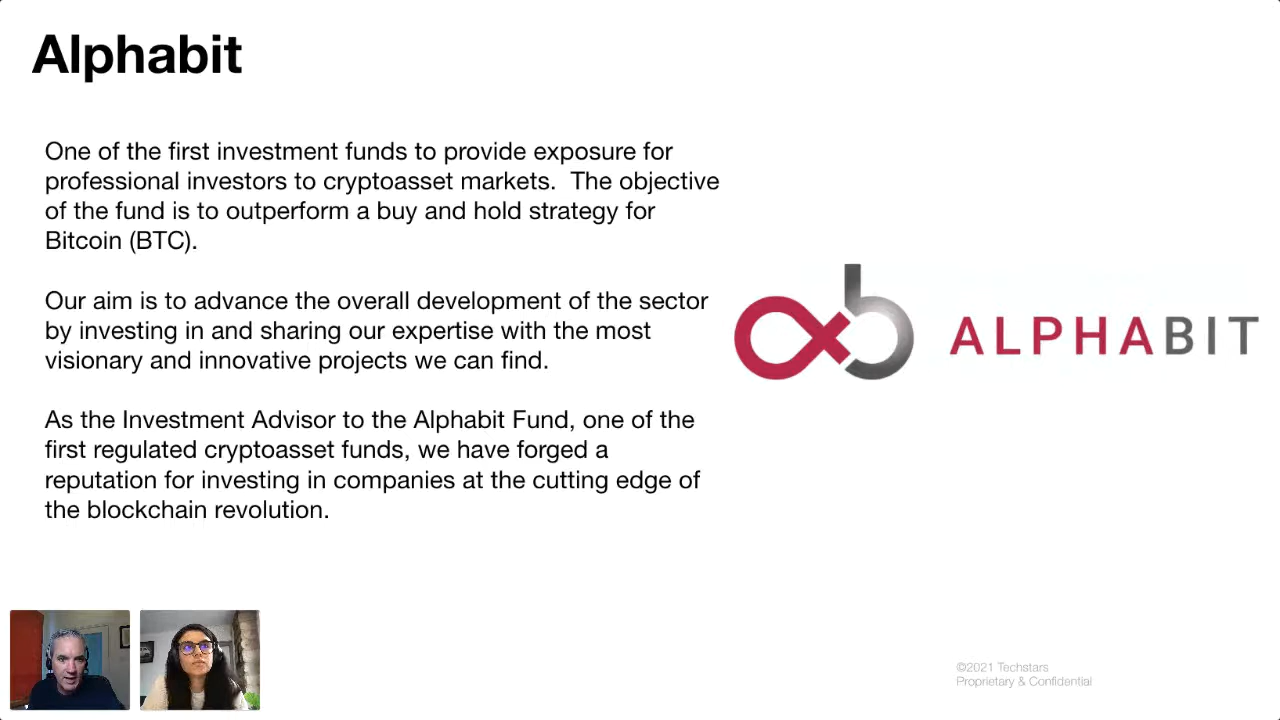 Alphabit
One of the first investment funds to provide exposure for
professional investors to cryptoasset markets.  The objective
of the fund is to outperform a buy and hold strategy for
Bitcoin (BTC).
Our aim is to advance the overall development of the sector
by investing in and sharing our expertise with the most
visionary and innovative projects we can find.
As the Investment Advisor to the Alphabit Fund, one of the
first regulated cryptoasset funds, we have forged a
reputation for investing in companies at the cutting edge of
the blockchain revolution.
ALPHABIT
©2021 Techstars
Proprietary & Confidential